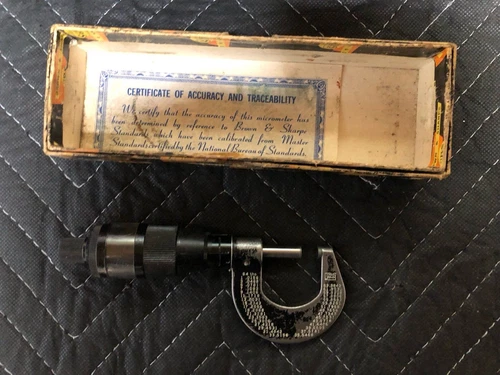 CERTIFICATE OF ACCURACY AND TRACEABILITY
We certify that the accuracy of this micrometer has
been determined by reference to Brown & Sharpe
Standards which have been calibrated from Master
Standards certified by the National Bureau of Standards.